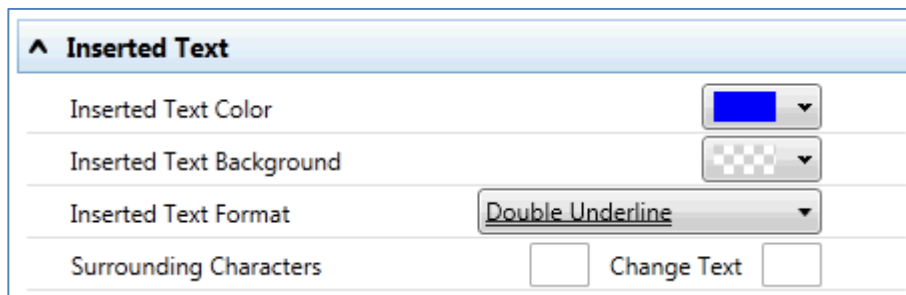 Inserted Text
Inserted Text Color
Inserted Text Background
Inserted Text Format Double Underline
Surrounding Characters Change Text